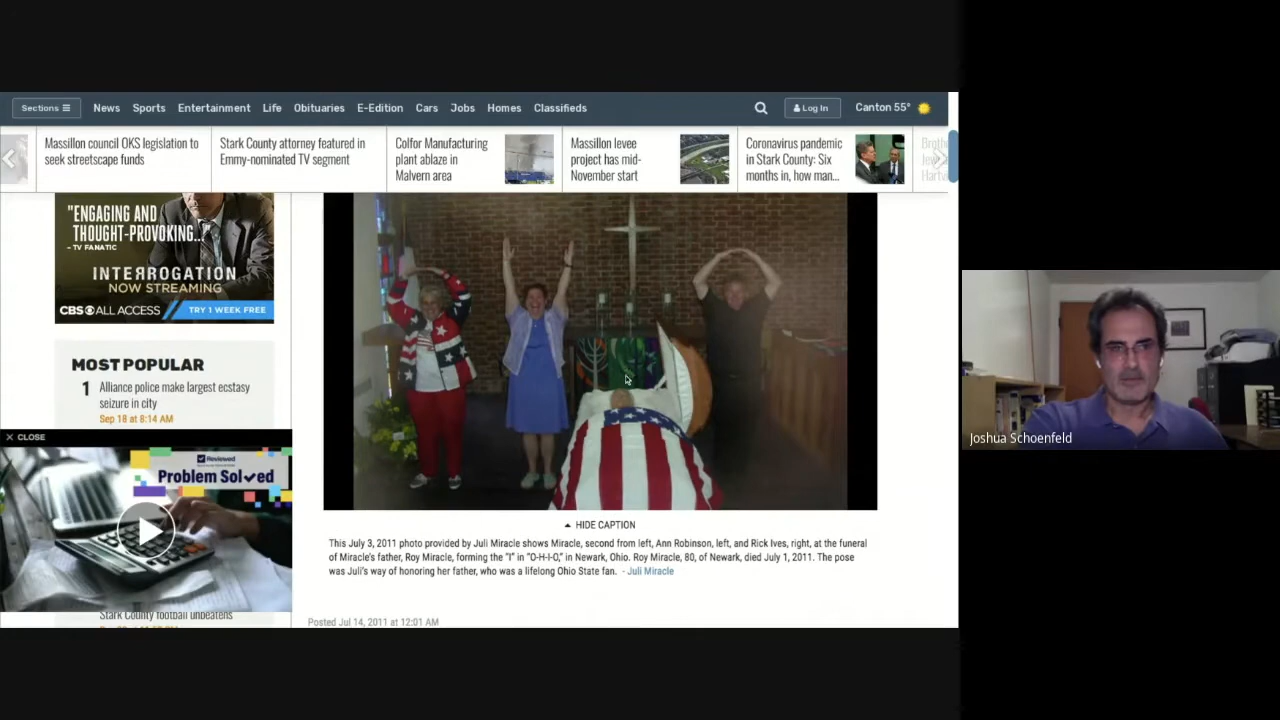 Sections
News
Sports
Entertainment
Life
Obituaries
E-Edition
Cars
Jobs
Homes
Classifieds
Log In
Canton 55°
Massillon council OKS legislation to
seek streetscape funds
Stark County attorney featured in
Emmy-nominated TV segment
Colfor Manufacturing
plant ablaze in
Malvern area
Massillon levee
project has mid-
November start
Coronavirus pandemic
in Stark County: Six
months in, how man...
"ENGAGING AND
THOUGHT-PROVOKING..."
– TV FANATIC
INTERROGATION
NOW STREAMING
CBS ALL ACCESS
TRY 1 WEEK FREE
MOST POPULAR
1 Alliance police make largest ecstasy
seizure in city
Sep 18 at 8:14 AM
CLOSE
Reviewed
Problem Solved
Stark County football unbeatens
HIDE CAPTION
This July 3, 2011 photo provided by Juli Miracle shows Miracle, second from left, Ann Robinson, left, and Rick Ives, right, at the funeral
of Miracle's father, Roy Miracle, forming the "I" in "O-H-I-O," in Newark, Ohio. Roy Miracle, 80, of Newark, died July 1, 2011. The pose
was Juli's way of honoring her father, who was a lifelong Ohio State fan. - Juli Miracle
Posted Jul 14, 2011 at 12:01 AM
Joshua Schoenfeld